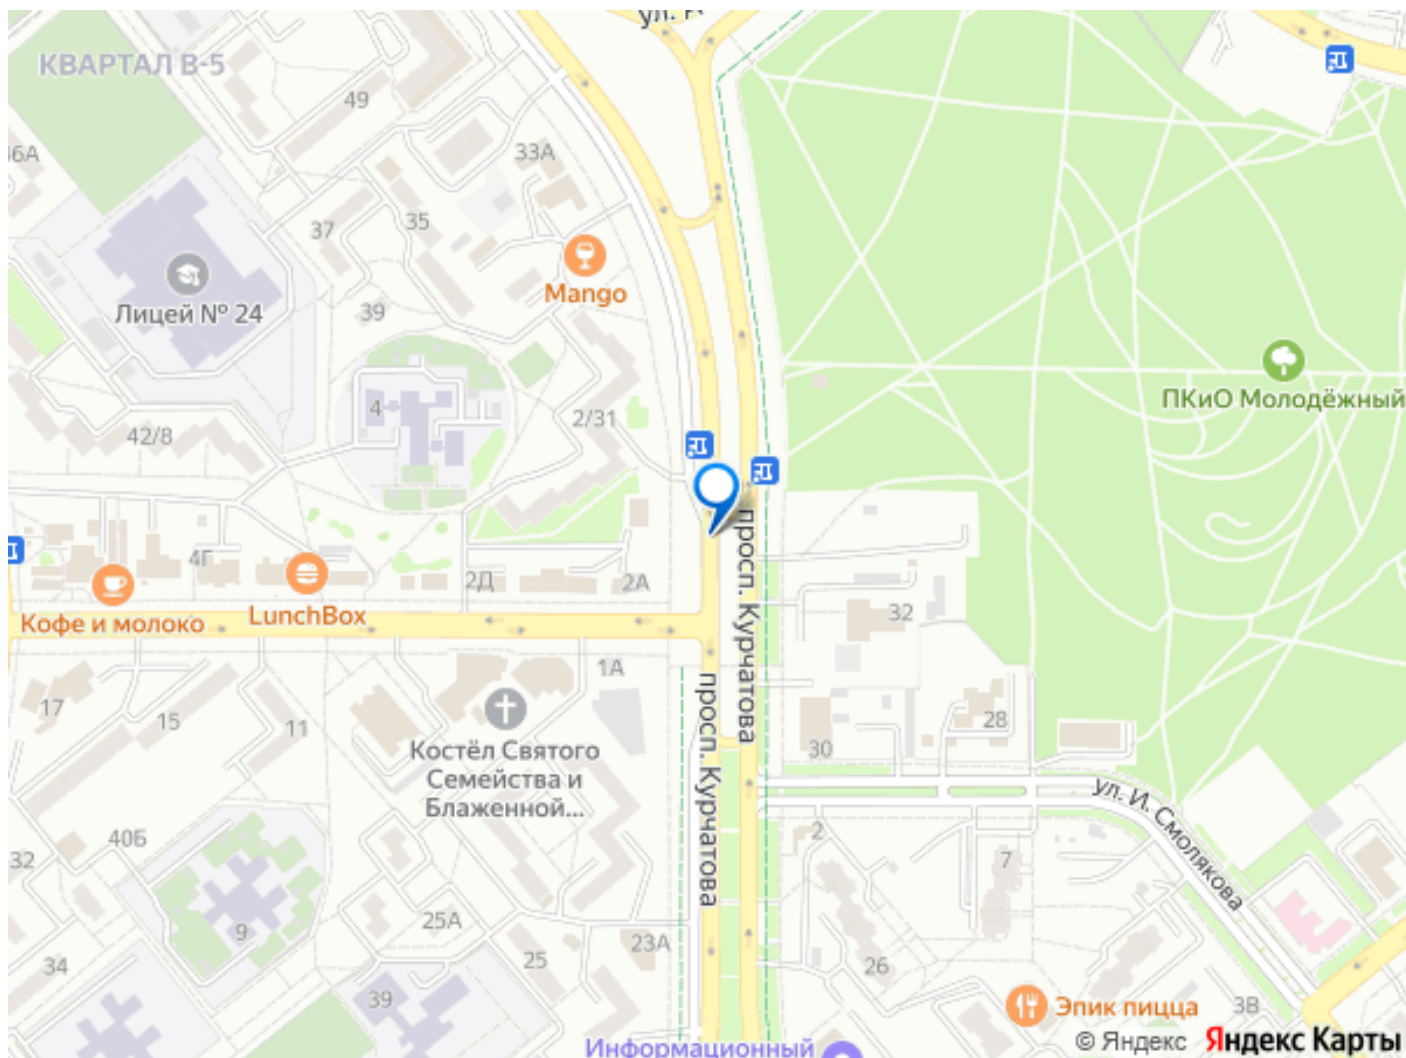 ул. К
КВАРТАЛ В-5
49
36А
33А
37
35
Mango
Лицей № 24
39
ПКиО Молодёжный
4
2/31
42/8
4Г
2Д
2А
LunchBox
Кофе и молоко
просп. Курчатова
32
1А
17
15
11
Костёл Святого
Семейства и
Блаженной...
просп. Курчатова
28
30
ул. И. Смолякова
2
7
40Б
32
9
25А
23А
25
34
39
26
Эпик пицца
3В
Информационный
© Яндекс
Яндекс Карты